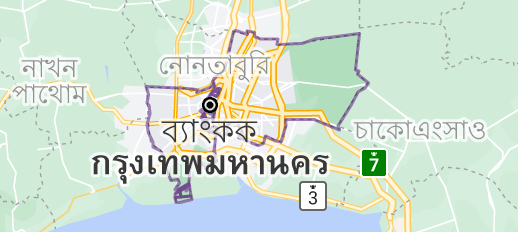 নোনতাবুরি
নাখন
পাথোম
ব্যাংকক
চাকোএংসাও
กรุงเทพมหานคร
7
3